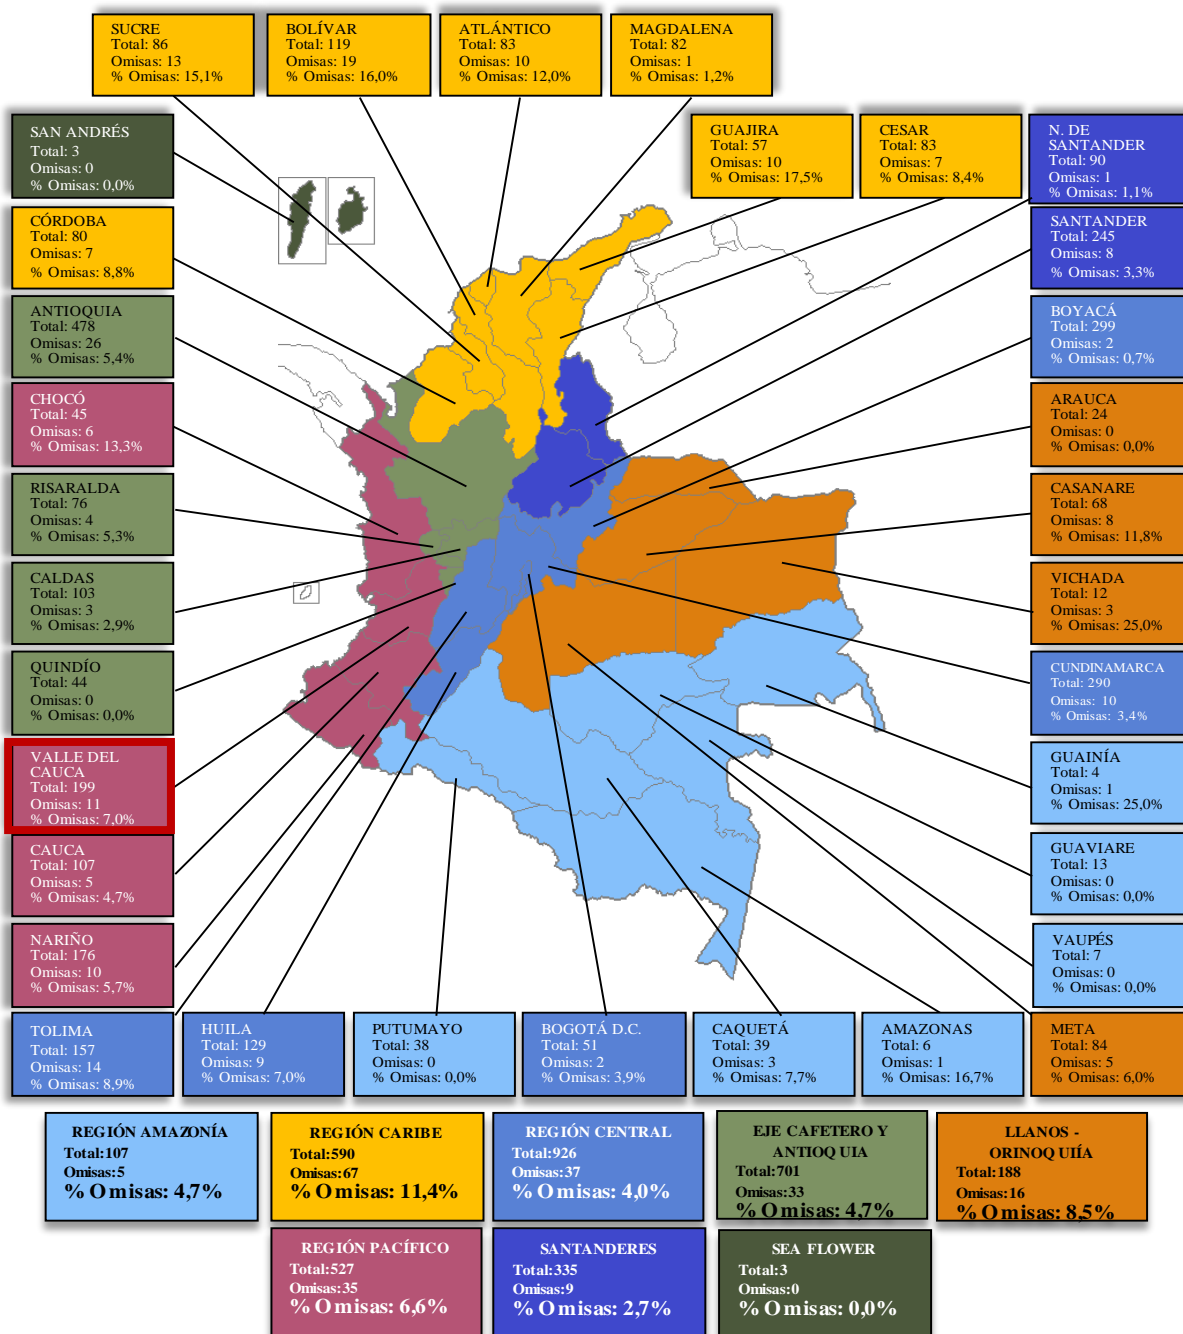 SUCRE
Total: 86
Omisas: 13
% Omisas: 15,1%
BOLÍVAR
Total: 119
Omisas: 19
% Omisas: 16,0%
ATLÁNTICO
Total: 83
Omisas: 10
% Omisas: 12,0%
MAGDALENA
Total: 82
Omisas: 1
% Omisas: 1,2%
SAN ANDRÉS
Total: 3
Omisas: 0
% Omisas: 0,0%
GUAJIRA
Total: 57
Omisas: 10
% Omisas: 17,5%
CESAR
Total: 83
Omisas: 7
% Omisas: 8,4%
N. DE
SANTANDER
Total: 90
Omisas: 1
% Omisas: 1,1%
CÓRDOBA
Total: 80
Omisas: 7
% Omisas: 8,8%
SANTANDER
Total: 245
Omisas: 8
% Omisas: 3,3%
ANTIOQUIA
Total: 478
Omisas: 26
% Omisas: 5,4%
BOYACÁ
Total: 299
Omisas: 2
% Omisas: 0,7%
CHOCÓ
Total: 45
Omisas: 6
% Omisas: 13,3%
ARAUCA
Total: 24
Omisas: 0
% Omisas: 0,0%
RISARALDA
Total: 76
Omisas: 4
% Omisas: 5,3%
CASANARE
Total: 68
Omisas: 8
% Omisas: 11,8%
CALDAS
Total: 103
Omisas: 3
% Omisas: 2,9%
VICHADA
Total: 12
Omisas: 3
% Omisas: 25,0%
QUINDÍO
Total: 44
Omisas: 0
% Omisas: 0,0%
CUNDINAMARCA
Total: 290
Omisas: 10
% Omisas: 3,4%
VALLE DEL
CAUCA
Total: 199
Omisas: 11
% Omisas: 7,0%
GUAINÍA
Total: 4
Omisas: 1
% Omisas: 25,0%
CAUCA
Total: 107
Omisas: 5
% Omisas: 4,7%
GUAVIARE
Total: 13
Omisas: 0
% Omisas: 0,0%
NARIÑO
Total: 176
Omisas: 10
% Omisas: 5,7%
VAUPÉS
Total: 7
Omisas: 0
% Omisas: 0,0%
TOLIMA
Total: 157
Omisas: 14
% Omisas: 8,9%
HUILA
Total: 129
Omisas: 9
% Omisas: 7,0%
PUTUMAYO
Total: 38
Omisas: 0
% Omisas: 0,0%
BOGOTÁ D.C.
Total: 51
Omisas: 2
% Omisas: 3,9%
CAQUETÁ
Total: 39
Omisas: 3
% Omisas: 7,7%
AMAZONAS
Total: 6
Omisas: 1
% Omisas: 16,7%
META
Total: 84
Omisas: 5
% Omisas: 6,0%
REGIÓN AMAZONÍA
Total:107
Omisas:5
% Omisas: 4,7%
REGIÓN CARIBE
Total:590
Omisas:67
% Omisas: 11,4%
REGIÓN CENTRAL
Total:926
Omisas:37
% Omisas: 4,0%
EJE CAFETERO Y
ANTIOQUIA
Total:701
Omisas:33
% Omisas: 4,7%
LLANOS -
ORINOQUIÍA
Total:188
Omisas:16
% Omisas: 8,5%
REGIÓN PACÍFICO
Total:527
Omisas:35
% Omisas: 6,6%
SANTANDERES
Total:335
Omisas:9
% Omisas: 2,7%
SEA FLOWER
Total:3
Omisas:0
% Omisas: 0,0%